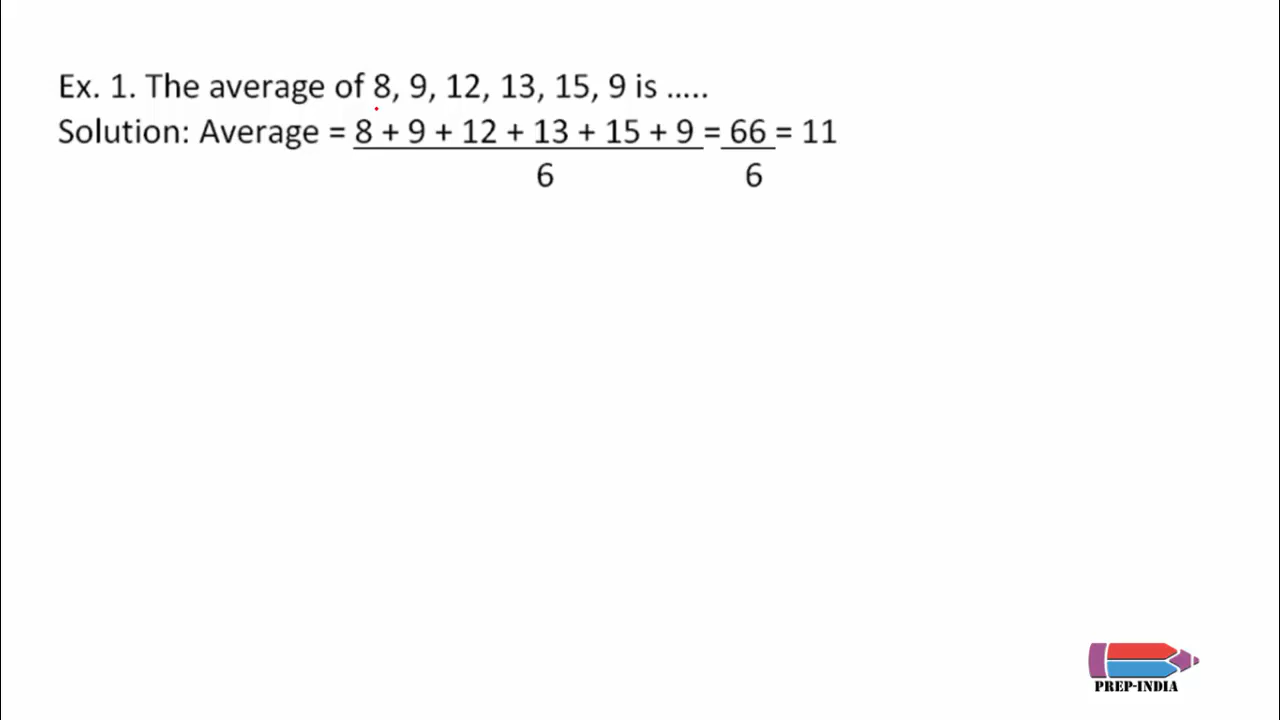 Ex. 1. The average of 8, 9, 12, 13, 15, 9 is .....
Solution: Average = 8 + 9 + 12 + 13 + 15 + 9 = 66 = 11
6 6
PREP-INDIA